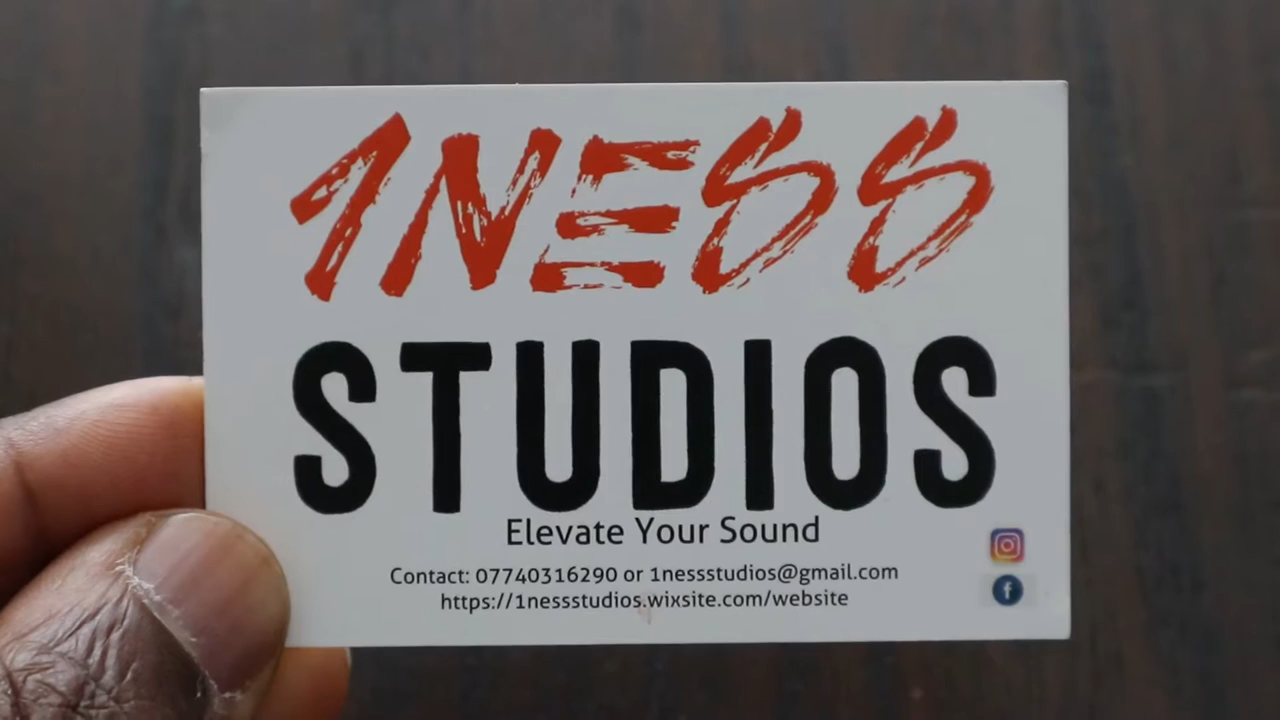 1NESS
STUDIOS
Elevate Your Sound
Contact: 07740316290 or 1nessstudios@gmail.com
https://1nessstudios.wixsite.com/website